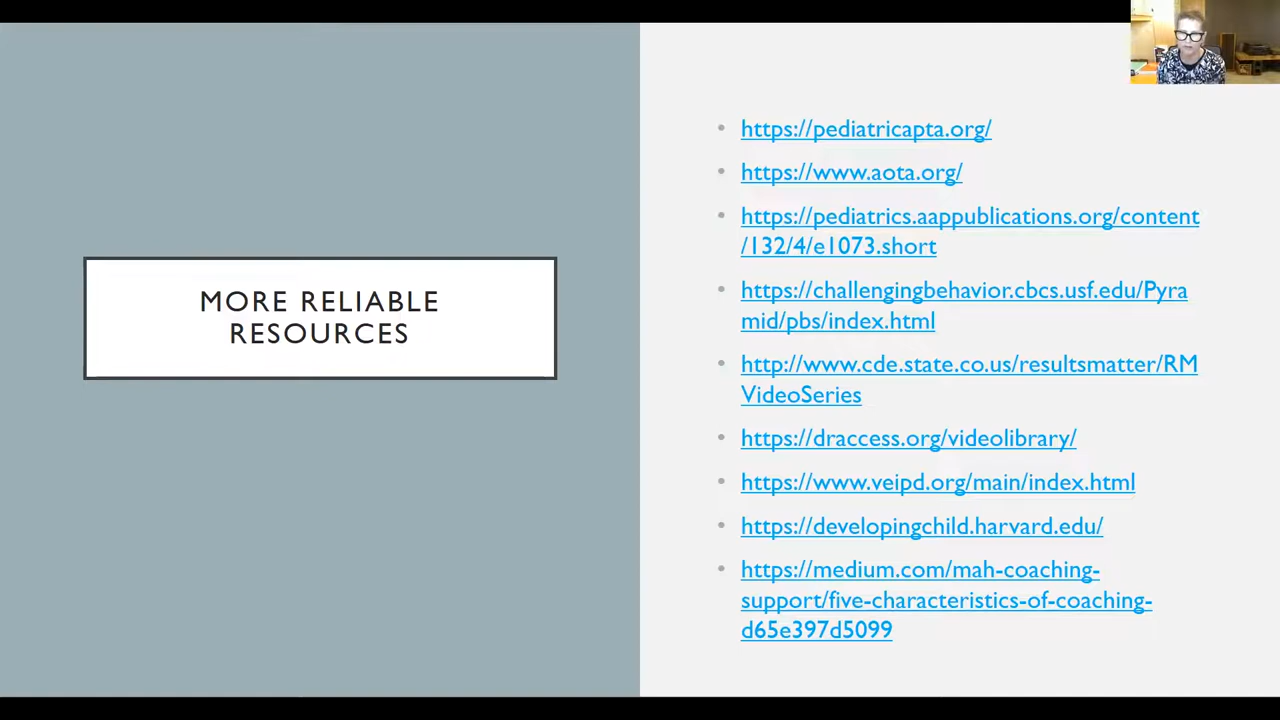 MORE RELIABLE
RESOURCES
https://pediatricapta.org/
https://www.aota.org/
https://pediatrics.aappublications.org/content
/132/4/e1073.short
https://challengingbehavior.cbcs.usf.edu/Pyra
mid/pbs/index.html
http://www.cde.state.co.us/resultsmatter/RM
VideoSeries
https://draccess.org/videolibrary/
https://www.veipd.org/main/index.html
https://developingchild.harvard.edu/
https://medium.com/mah-coaching-
support/five-characteristics-of-coaching-
d65e397d5099